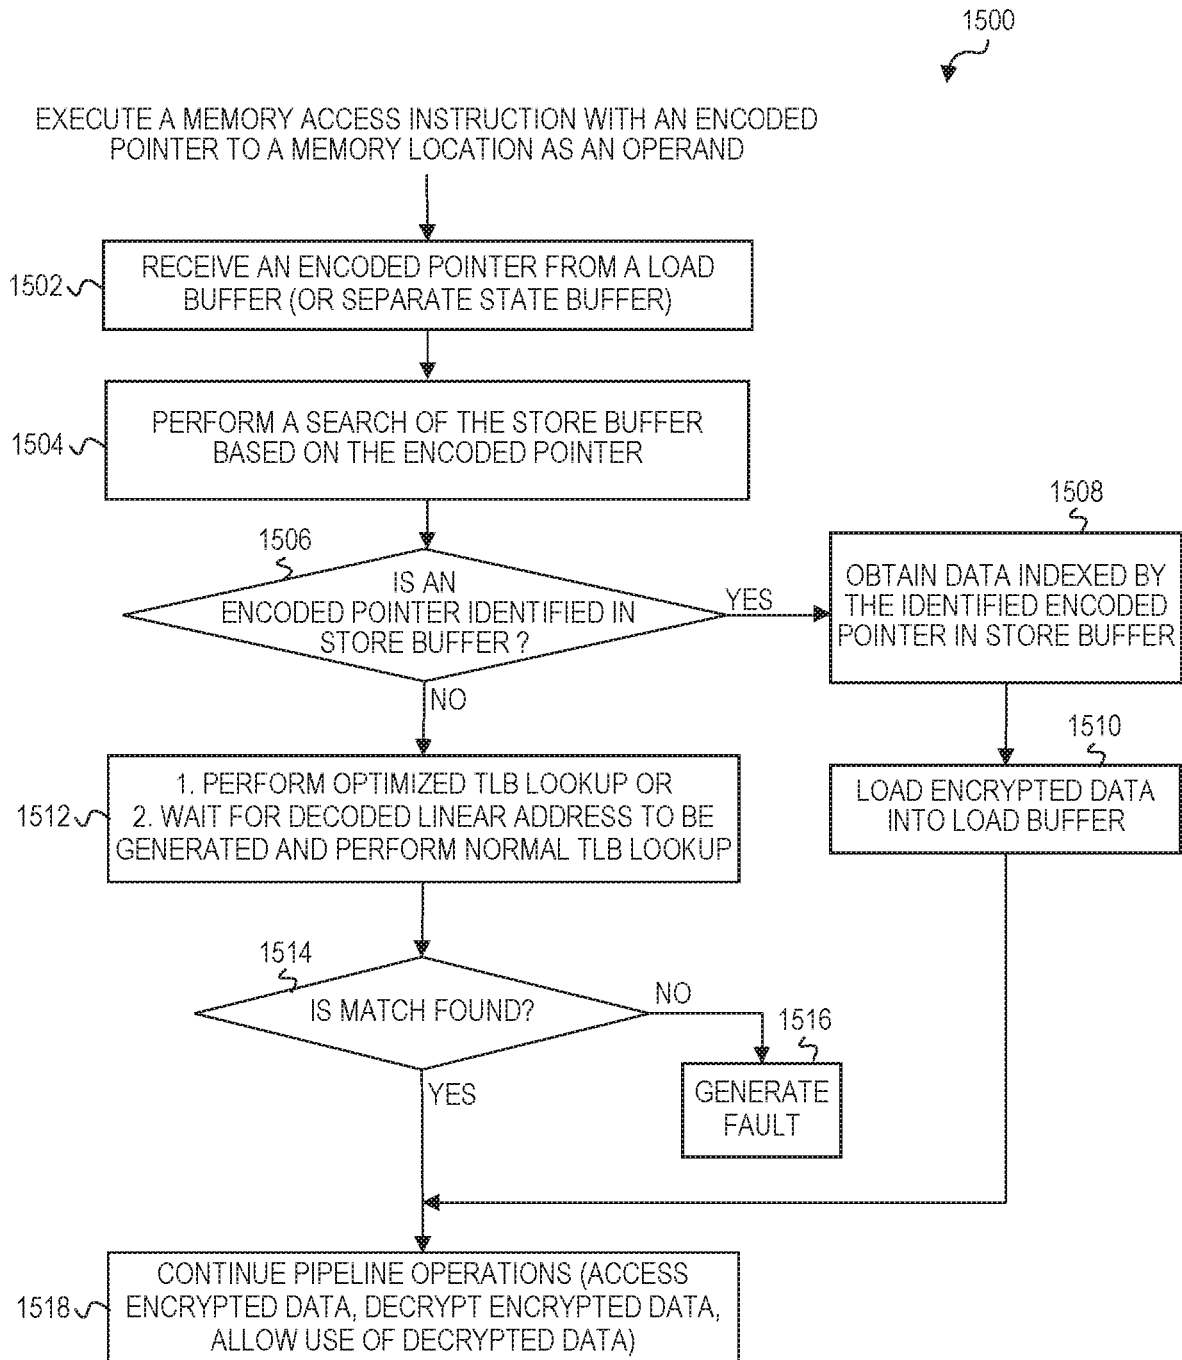 1500
EXECUTE A MEMORY ACCESS INSTRUCTION WITH AN ENCODED
POINTER TO A MEMORY LOCATION AS AN OPERAND
1502
RECEIVE AN ENCODED POINTER FROM A LOAD
BUFFER (OR SEPARATE STATE BUFFER)
1504
PERFORM A SEARCH OF THE STORE BUFFER
BASED ON THE ENCODED POINTER
1506
IS AN
ENCODED POINTER IDENTIFIED IN
STORE BUFFER ?
YES
NO
1508
OBTAIN DATA INDEXED BY
THE IDENTIFIED ENCODED
POINTER IN STORE BUFFER
1510
LOAD ENCRYPTED DATA
INTO LOAD BUFFER
1512
1. PERFORM OPTIMIZED TLB LOOKUP OR
2. WAIT FOR DECODED LINEAR ADDRESS TO BE
GENERATED AND PERFORM NORMAL TLB LOOKUP
1514
IS MATCH FOUND?
NO
YES
1516
GENERATE
FAULT
1518
CONTINUE PIPELINE OPERATIONS (ACCESS
ENCRYPTED DATA, DECRYPT ENCRYPTED DATA,
ALLOW USE OF DECRYPTED DATA)